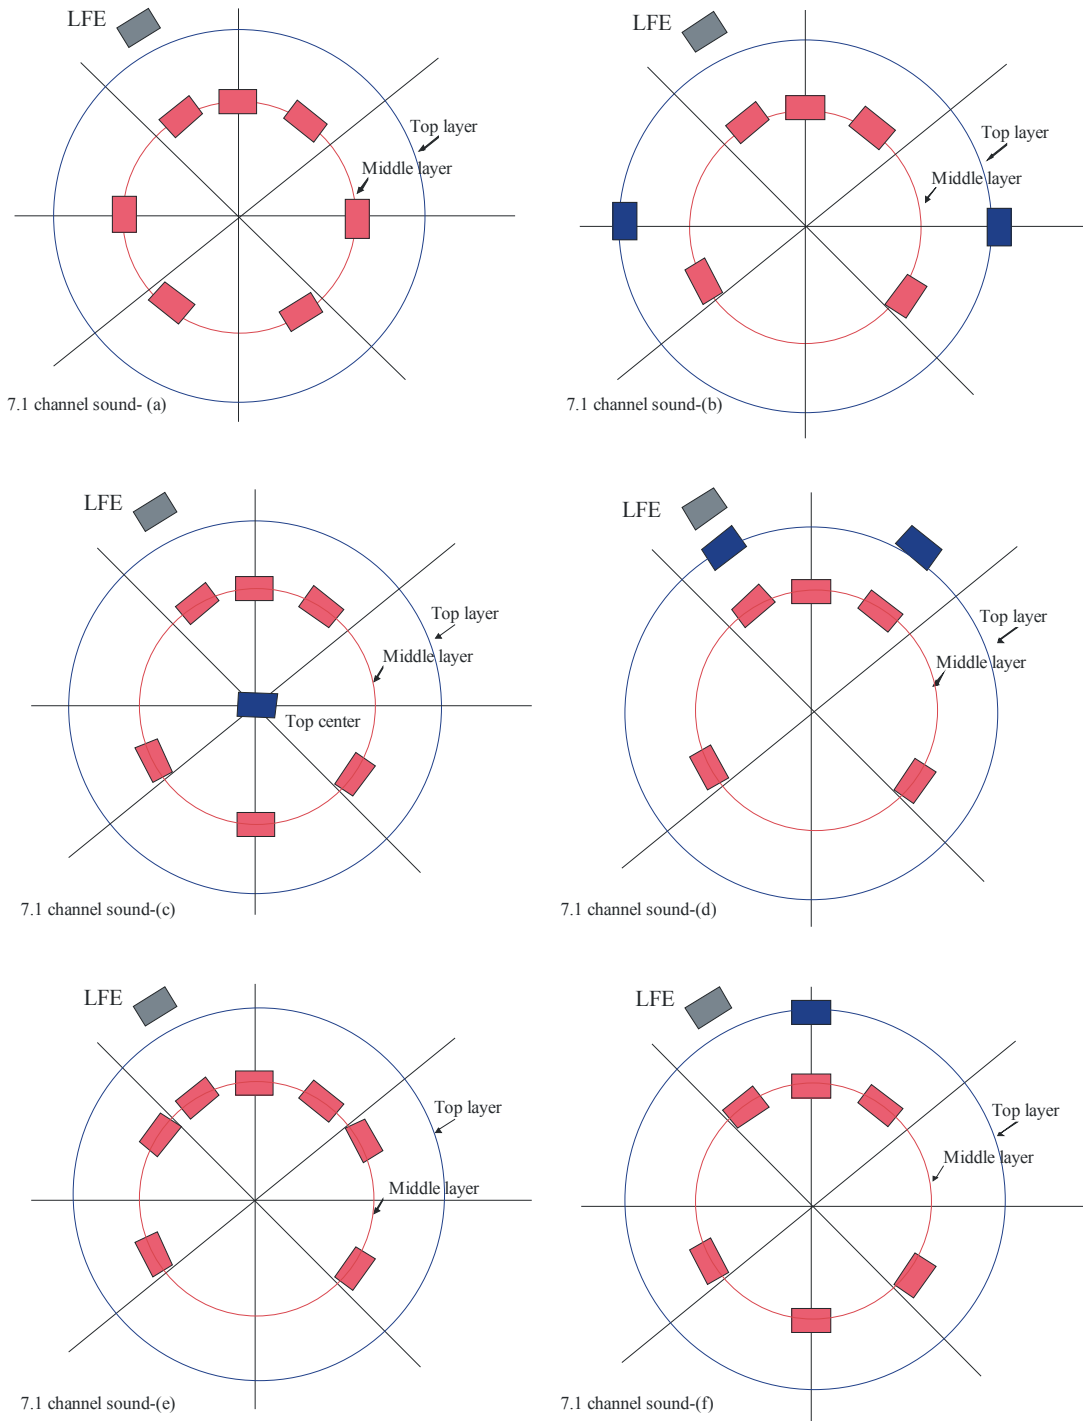 LFE
Top layer
Middle layer
7.1 channel sound- (a)
LFE
Top layer
Middle layer
7.1 channel sound-(b)
LFE
Top layer
Middle layer
Top center
7.1 channel sound-(c)
LFE
Top layer
Middle layer
7.1 channel sound-(d)
LFE
Top layer
Middle layer
7.1 channel sound-(e)
LFE
Top layer
Middle layer
7.1 channel sound-(f)